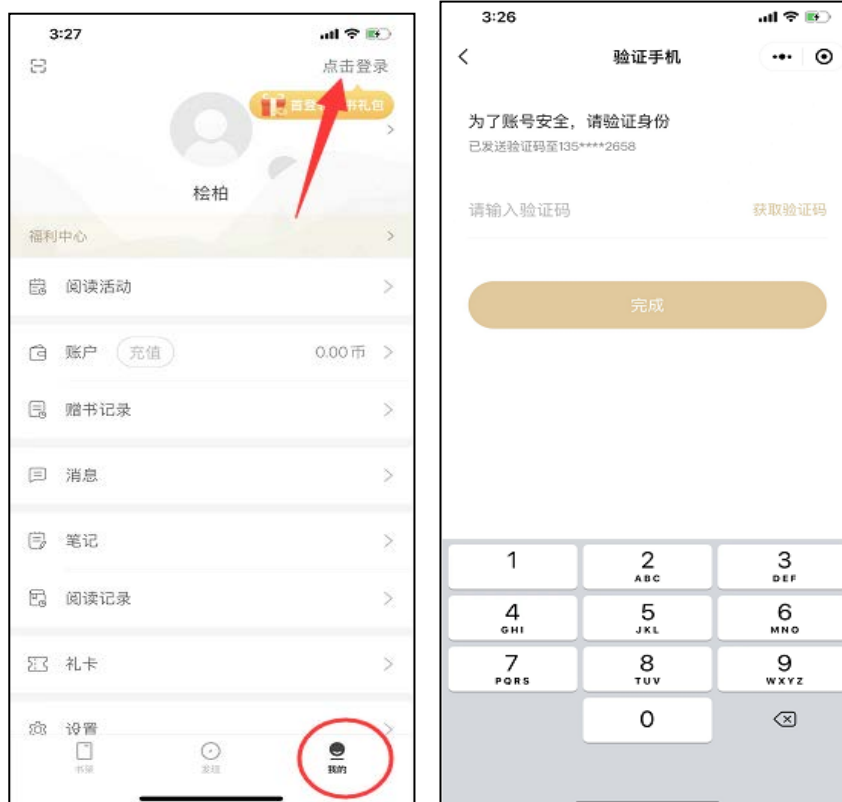 3:27
点击登录
桧柏
福利中心
阅读活动
账户 充值 0.00币
赠书记录
消息
笔记
阅读记录
礼卡
设置
书架 发现 我的
3:26
验证手机
为了账号安全，请验证身份
已发送验证码至135****2658
请输入验证码 获取验证码
完成
1 2 3
ABC DEF
4 5 6
GHI JKL MNO
7 8 9
PQRS TUV WXYZ
0